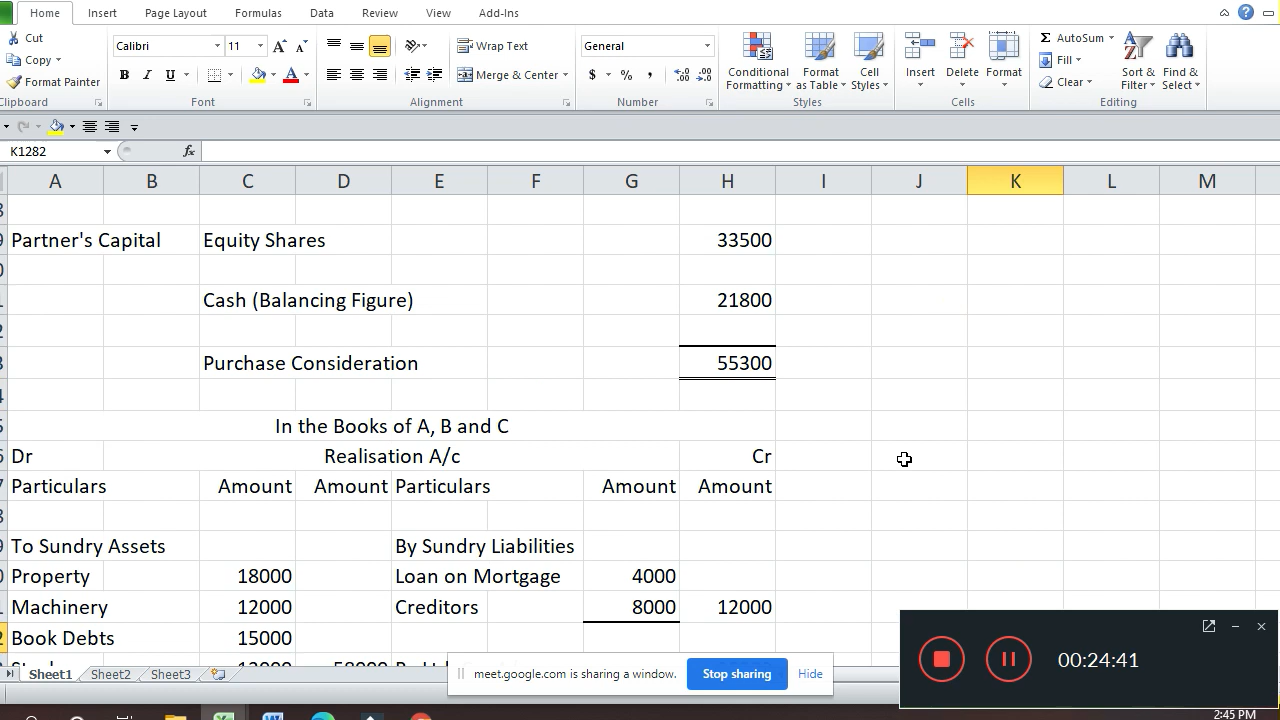 Home Insert Page Layout Formulas Data Review View Add-Ins
Cut
Copy
Format Painter
Clipboard
Calibri 11
B I U
Font
Wrap Text
Merge & Center
Alignment
General
$ % ,
Number
Conditional Formatting
Format as Table
Cell Styles
Styles
Insert Delete Format
Cells
Σ AutoSum
Fill
Clear
Sort & Filter
Find & Select
Editing
K1282 fx
A B C D E F G H I J K L M
Partner's Capital Equity Shares 33500
Cash (Balancing Figure) 21800
Purchase Consideration 55300
In the Books of A, B and C
Dr Realisation A/c Cr
Particulars Amount Amount Particulars Amount Amount
To Sundry Assets By Sundry Liabilities
Property 18000 Loan on Mortgage 4000
Machinery 12000 Creditors 8000 12000
Book Debts 15000
Sheet1 Sheet2 Sheet3
meet.google.com is sharing a window. Stop sharing Hide
00:24:41
2:45 PM